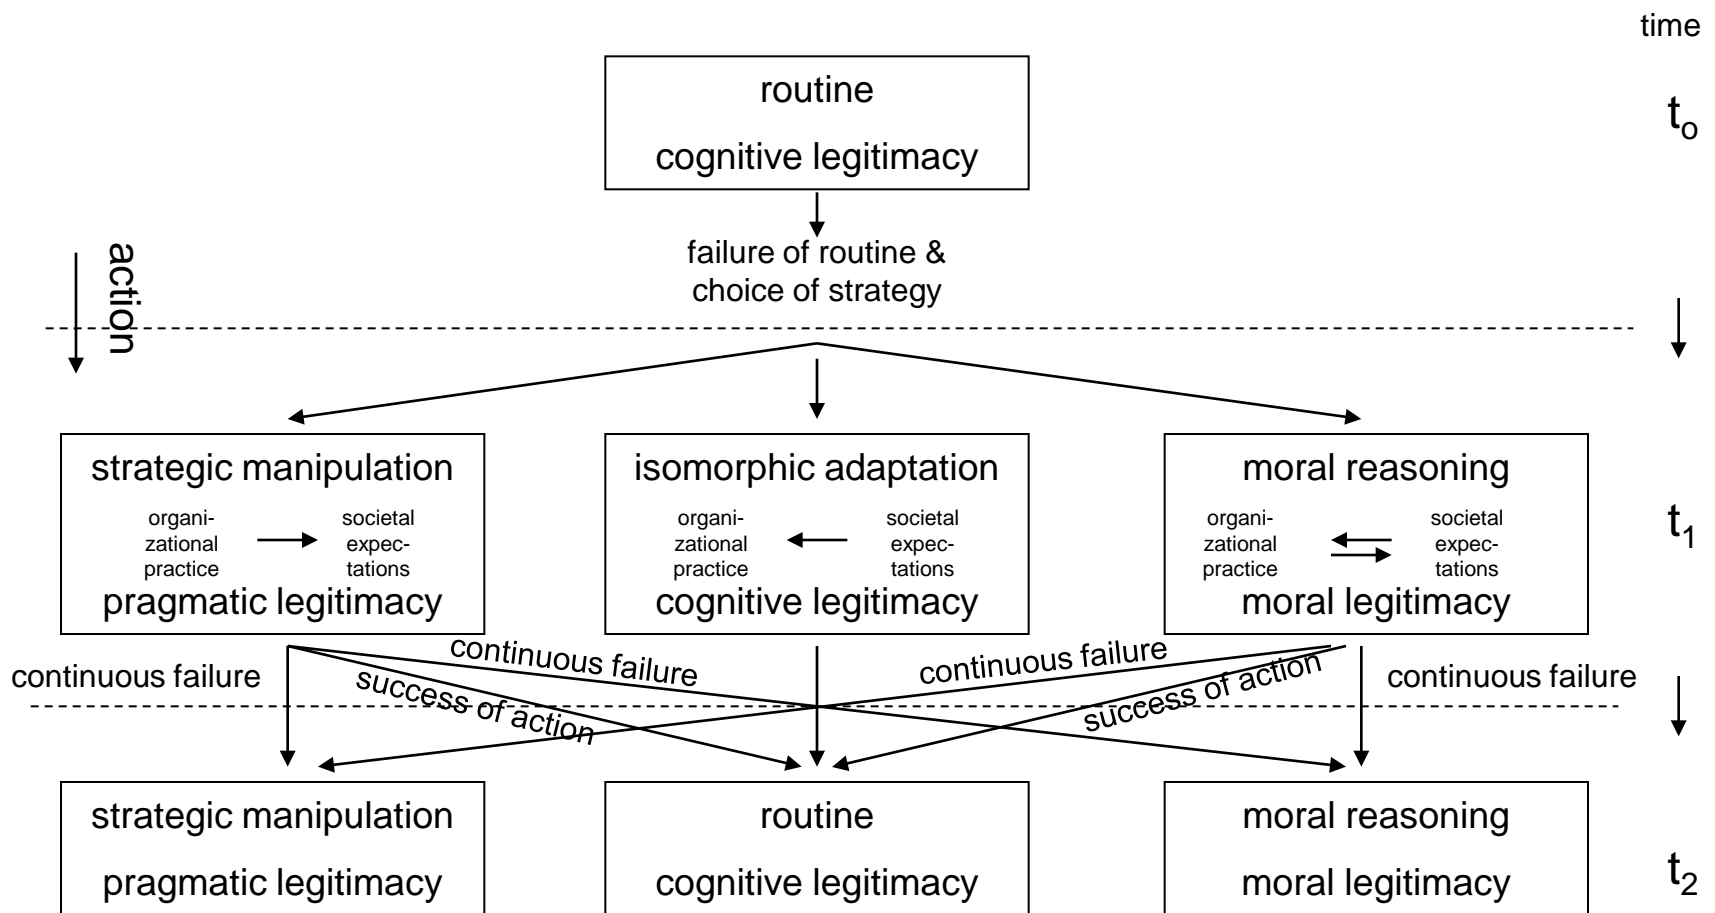 time
routine
cognitive legitimacy
t₀
failure of routine &
choice of strategy
action
strategic manipulation
organi-
zational
practice
societal
expec-
tations
pragmatic legitimacy
isomorphic adaptation
organi-
zational
practice
societal
expec-
tations
cognitive legitimacy
moral reasoning
organi-
zational
practice
societal
expec-
tations
moral legitimacy
t₁
continuous failure
success of action
continuous failure
continuous failure
success of action
continuous failure
strategic manipulation
pragmatic legitimacy
routine
cognitive legitimacy
moral reasoning
moral legitimacy
t₂